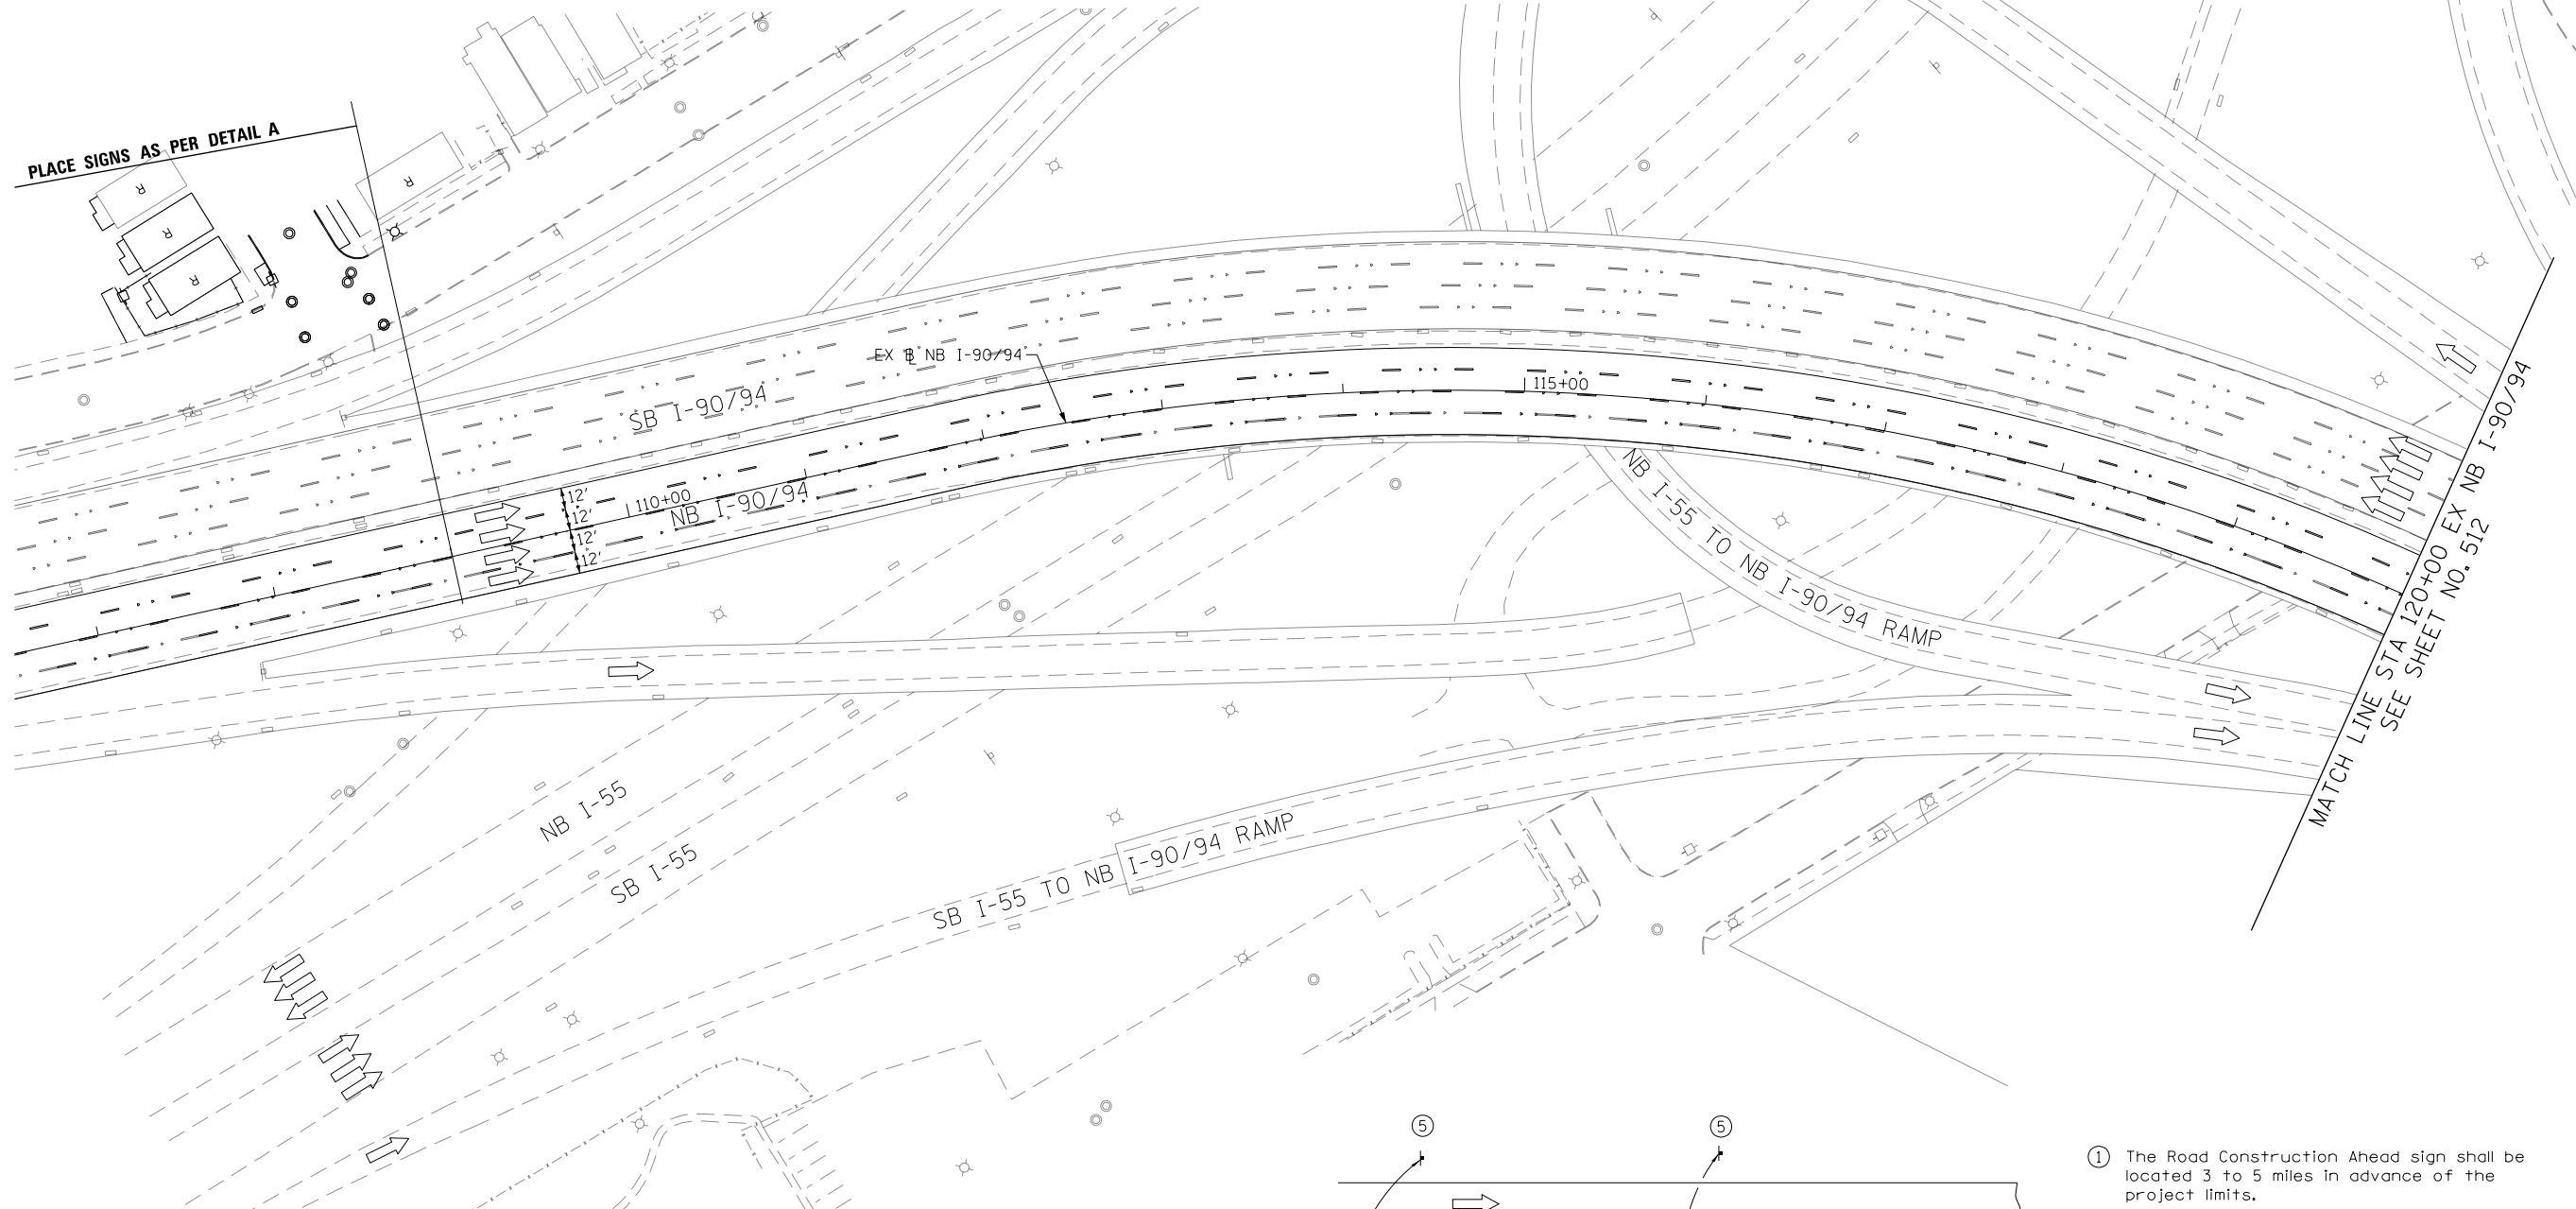 PLACE SIGNS AS PER DETAIL A
R
R
R
R
EX B NB I-90/94
115+00
SB I-90/94
12'
12'
12'
12'
110+00
NB I-90/94
NB I-55 TO NB I-90/94 RAMP
MATCH LINE STA 120+00 EX NB I-90/94
SEE SHEET NO. 512
NB I-55
SB I-55
SB I-55 TO NB I-90/94 RAMP
5
5
1 The Road Construction Ahead sign shall be
located 3 to 5 miles in advance of the
project limits.